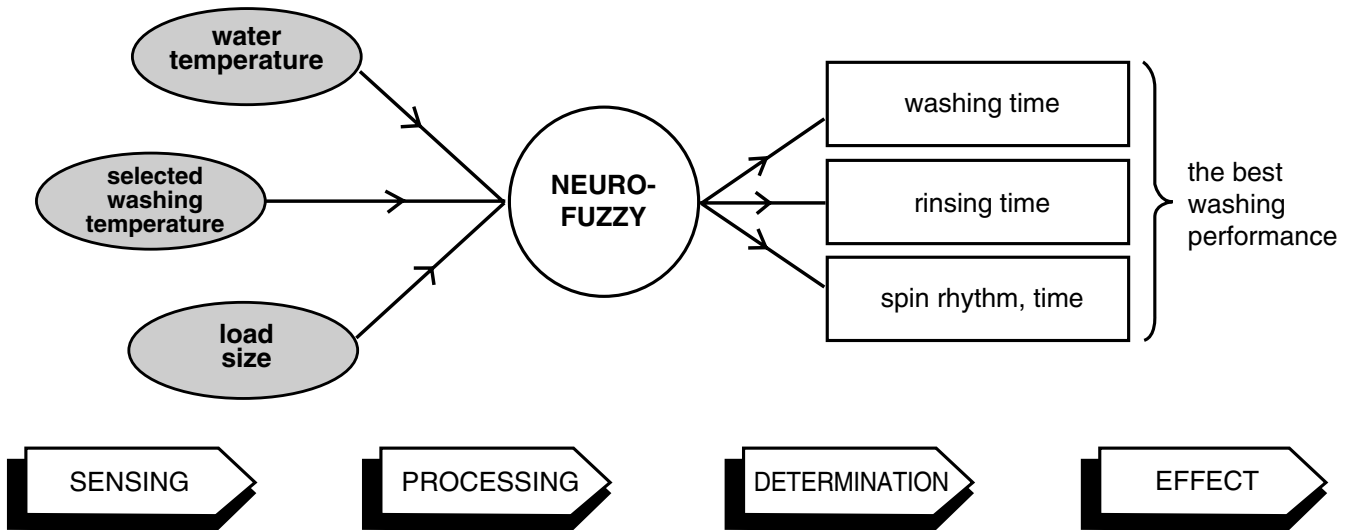 water
temperature
selected
washing
temperature
load
size
NEURO-
FUZZY
washing time
rinsing time
spin rhythm, time
the best
washing
performance
SENSING
PROCESSING
DETERMINATION
EFFECT